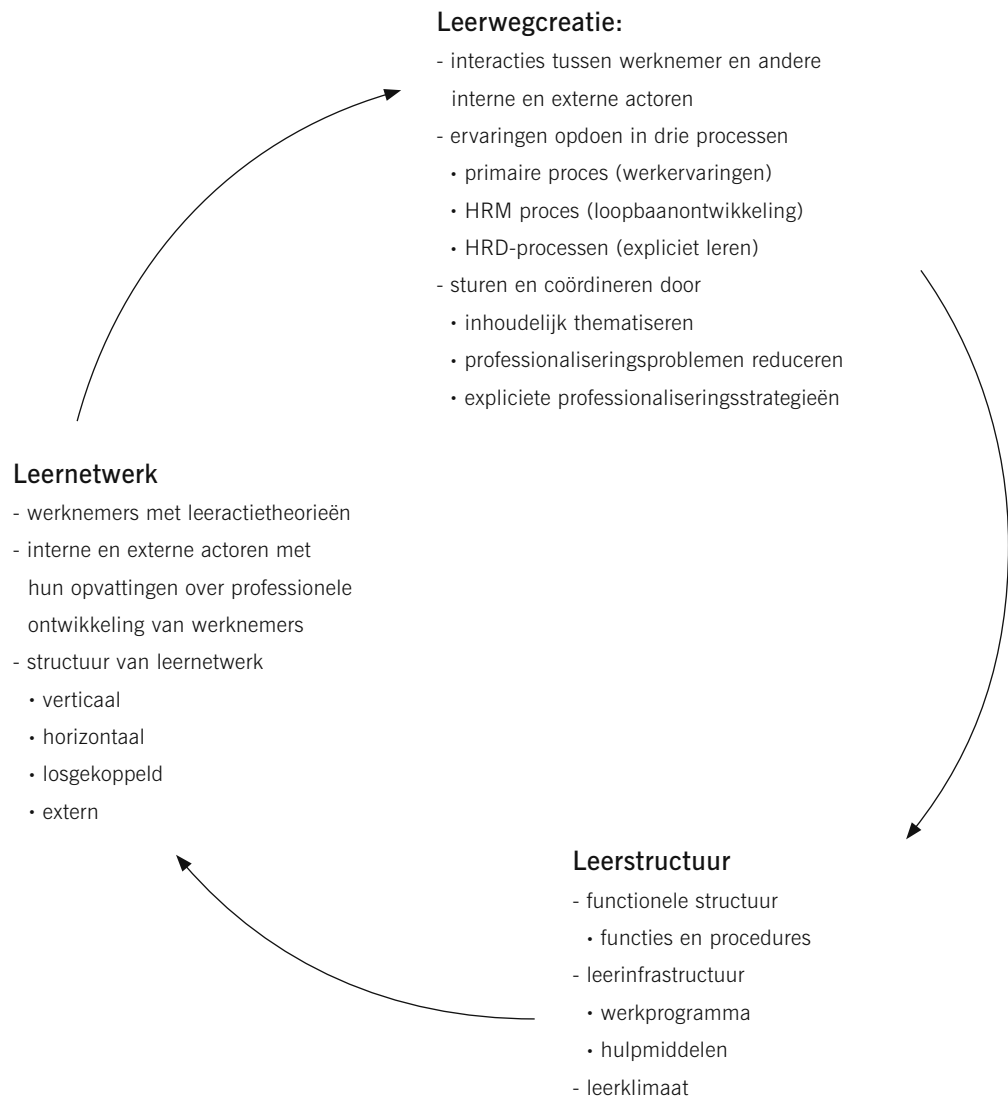 Leerwegcreatie:
- interacties tussen werknemer en andere
interne en externe actoren
- ervaringen opdoen in drie processen
• primaire proces (werkervaringen)
• HRM proces (loopbaanontwikkeling)
• HRD-processen (expliciet leren)
- sturen en coördineren door
• inhoudelijk thematiseren
• professionaliseringsproblemen reduceren
• expliciete professionaliseringsstrategieën
Leernetwerk
- werknemers met leeractietheorieën
- interne en externe actoren met
hun opvattingen over professionele
ontwikkeling van werknemers
- structuur van leernetwerk
• verticaal
• horizontaal
• losgekoppeld
• extern
Leerstructuur
- functionele structuur
• functies en procedures
- leerinfrastructuur
• werkprogramma
• hulpmiddelen
- leerklimaat